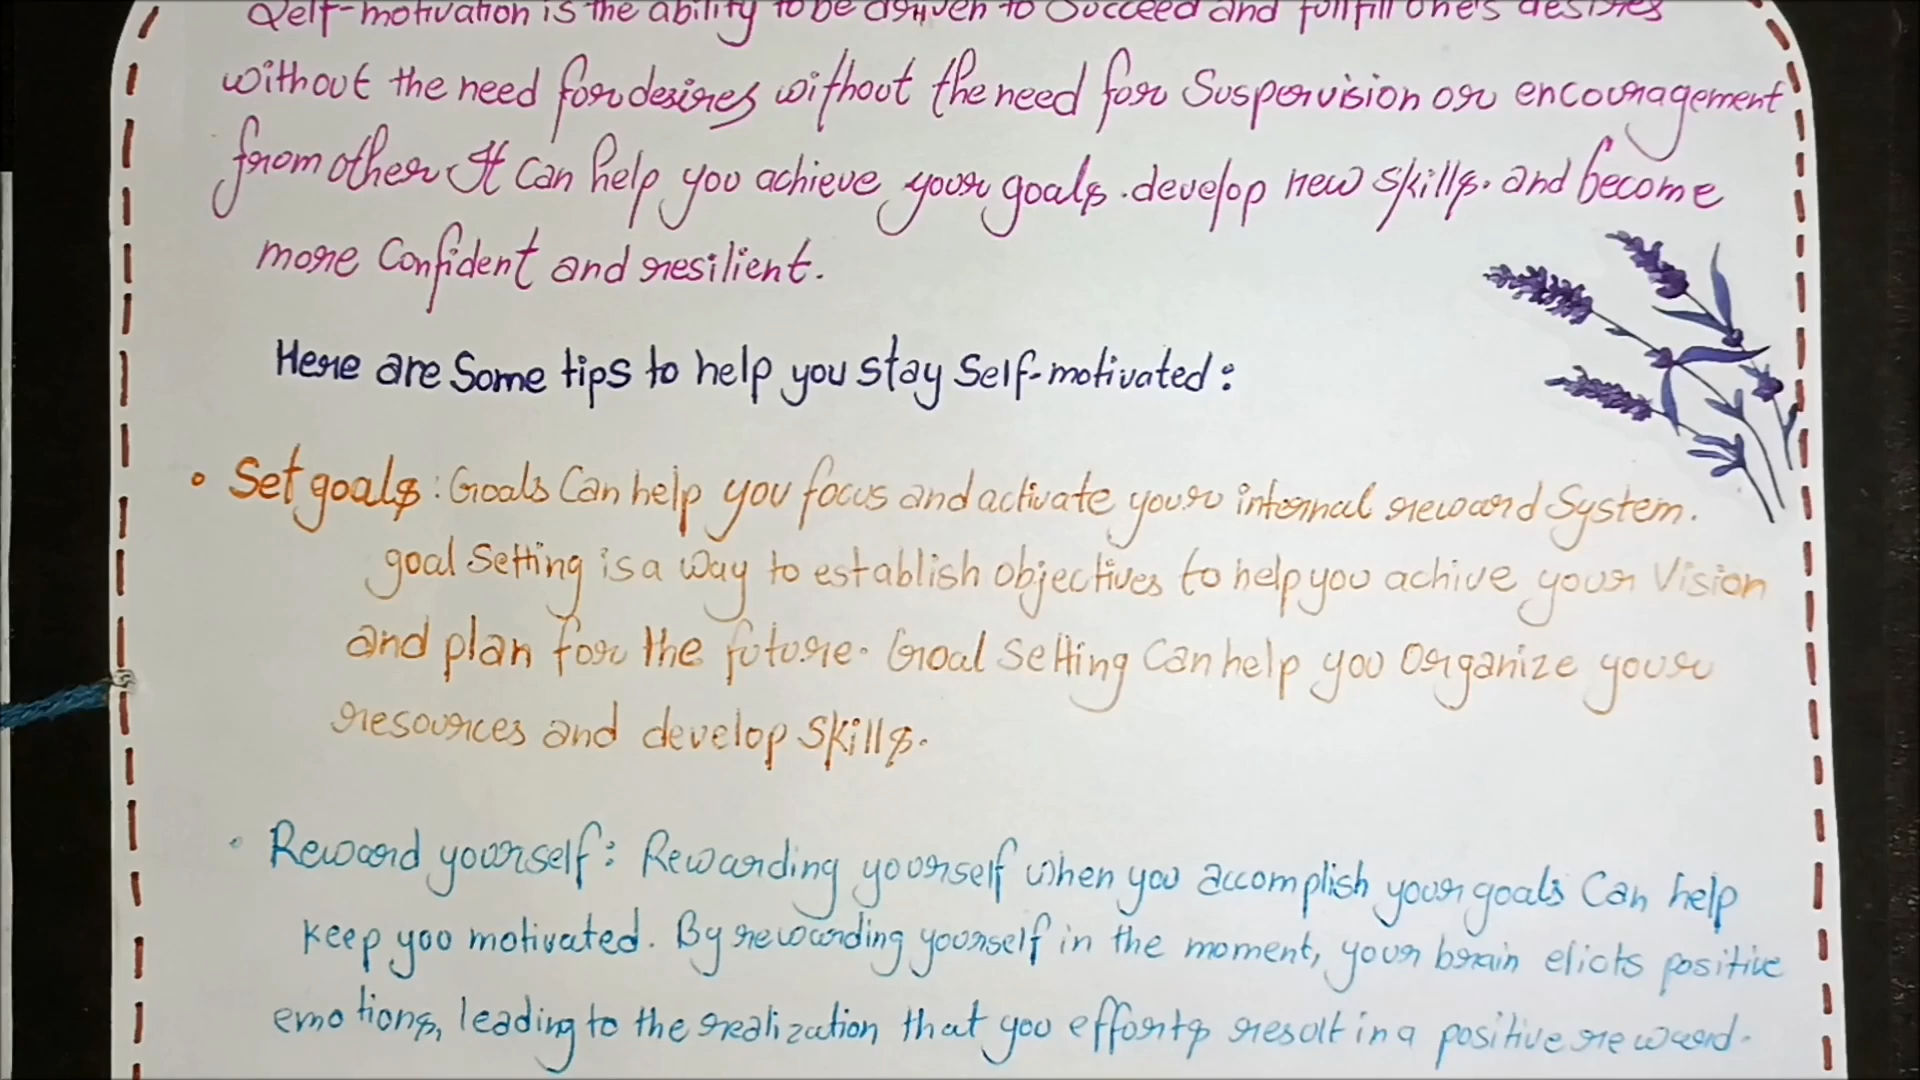 Self-motivation is the ability to be driven to Succeed and fullfill one's desires
without the need for desires without the need for Suspervision or encouragement
from other It can help you achieve your goals. develop new skills. and become
more Confident and resilient.
Here are Some tips to help you stay Self-motivated:
• Set goals: Goals Can help you focus and activate your internal reward System.
goal Setting is a way to establish objectives to help you achive your Vision
and plan for the future. Goal Setting Can help you Organize your
resources and develop Skills.
• Reward yourself: Rewarding yourself when you accomplish your goals Can help
keep you motivated. By rewarding yourself in the moment, your brain elicts positive
emotions, leading to the realization that you efforts result in a positive reward.